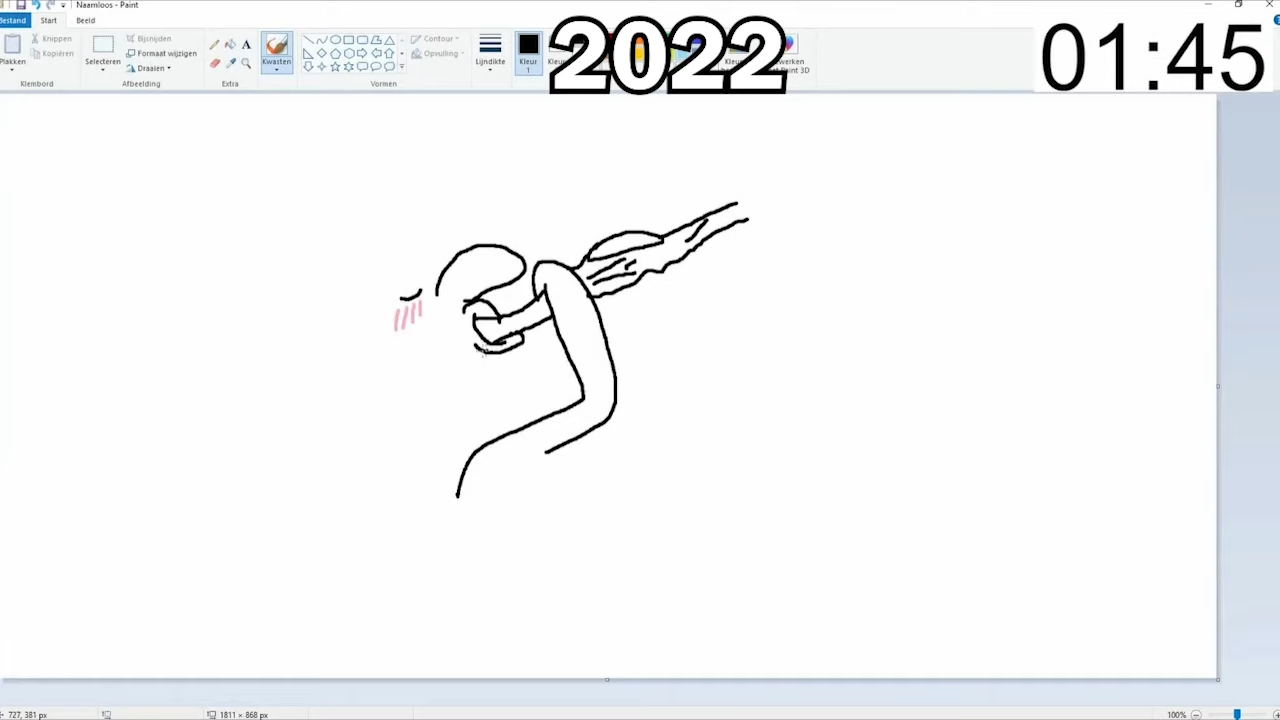 Naamloos - Paint
Bestand Start Beeld
2022
01:45
Plakken
Knippen
Kopiëren
Klembord
Selecteren
Bijsnijden
Formaat wijzigen
Draaien
Afbeelding
A
Extra
Kwasten
Contour
Opvulling
Vormen
Lijndikte
Kleur
1
3D
727, 381 px
1811 × 868 px
100%